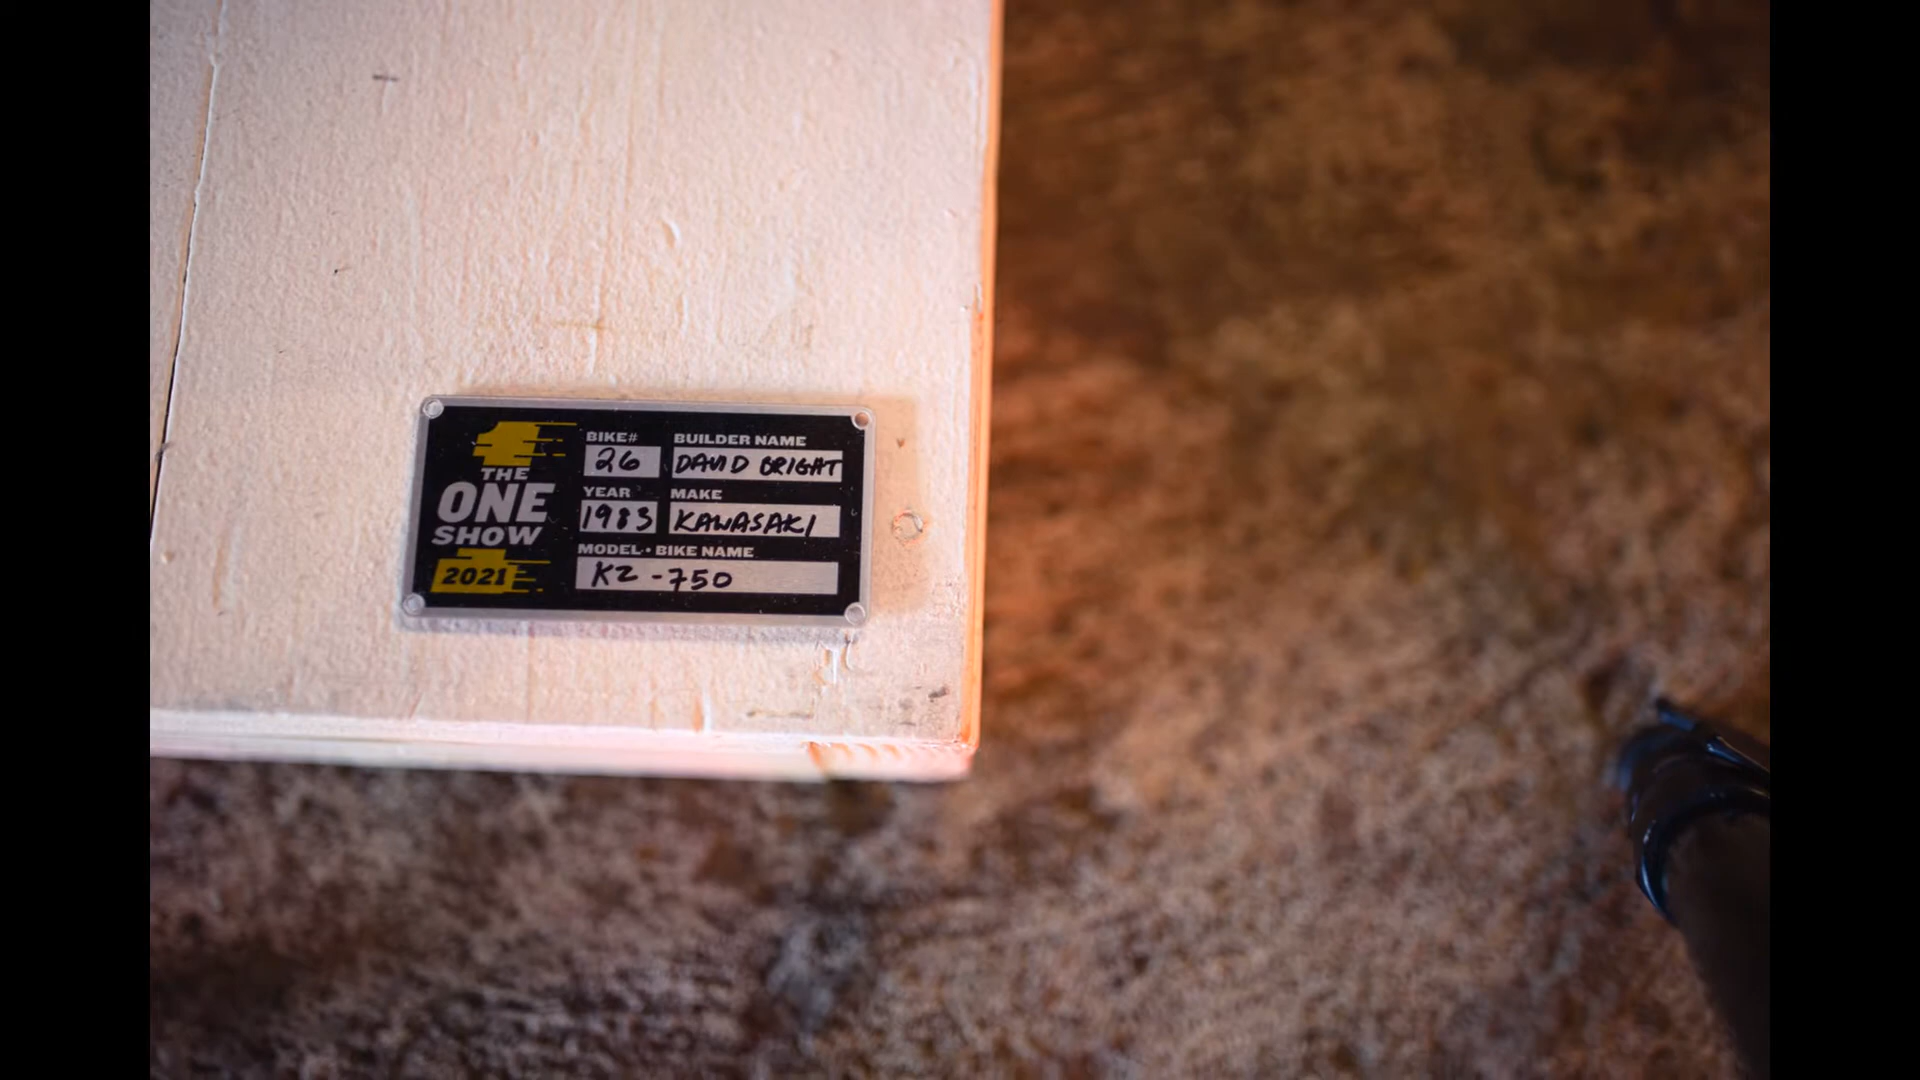 1
THE
ONE
SHOW
2021
BIKE#
26
BUILDER NAME
DAVID BRIGHT
YEAR
1983
MAKE
KAWASAKI
MODEL • BIKE NAME
KZ-750